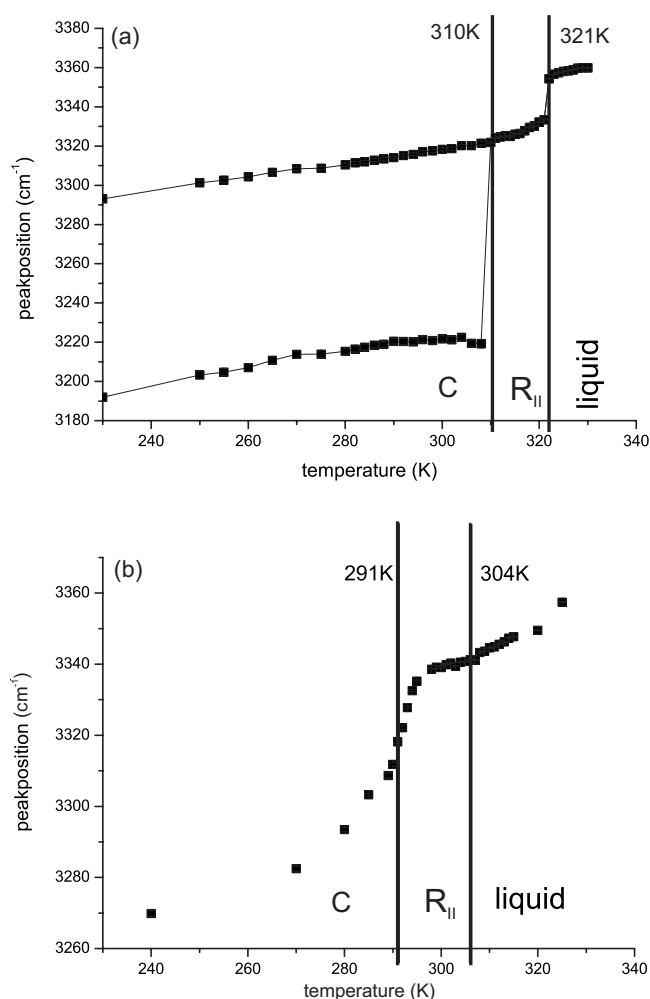 (a)
310K
321K
3380
3360
3340
3320
3300
3280
3260
3240
3220
3200
3180
peakposition (cm⁻¹)
C
R_II
liquid
240
260
280
300
320
340
temperature (K)
(b)
291K
304K
3360
3340
3320
3300
3280
3260
peakposition (cm⁻¹)
C
R_II
liquid
240
260
280
300
320
340
temperature (K)